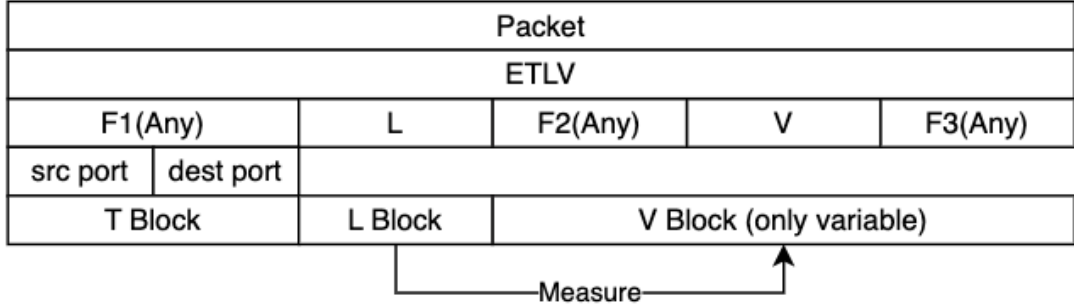 Packet
ETLV
F1(Any) L F2(Any) V F3(Any)
src port dest port
T Block L Block V Block (only variable)
Measure